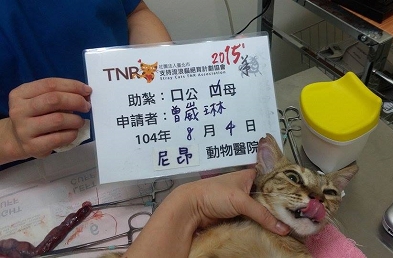 TNR 社團法人臺北市
支持流浪貓絕育計劃協會
Stray Cats TNR Association
2015'
助紮：口公 凶母
申請者：曾崴琳
104年 8月 4日
尼昂 動物醫院